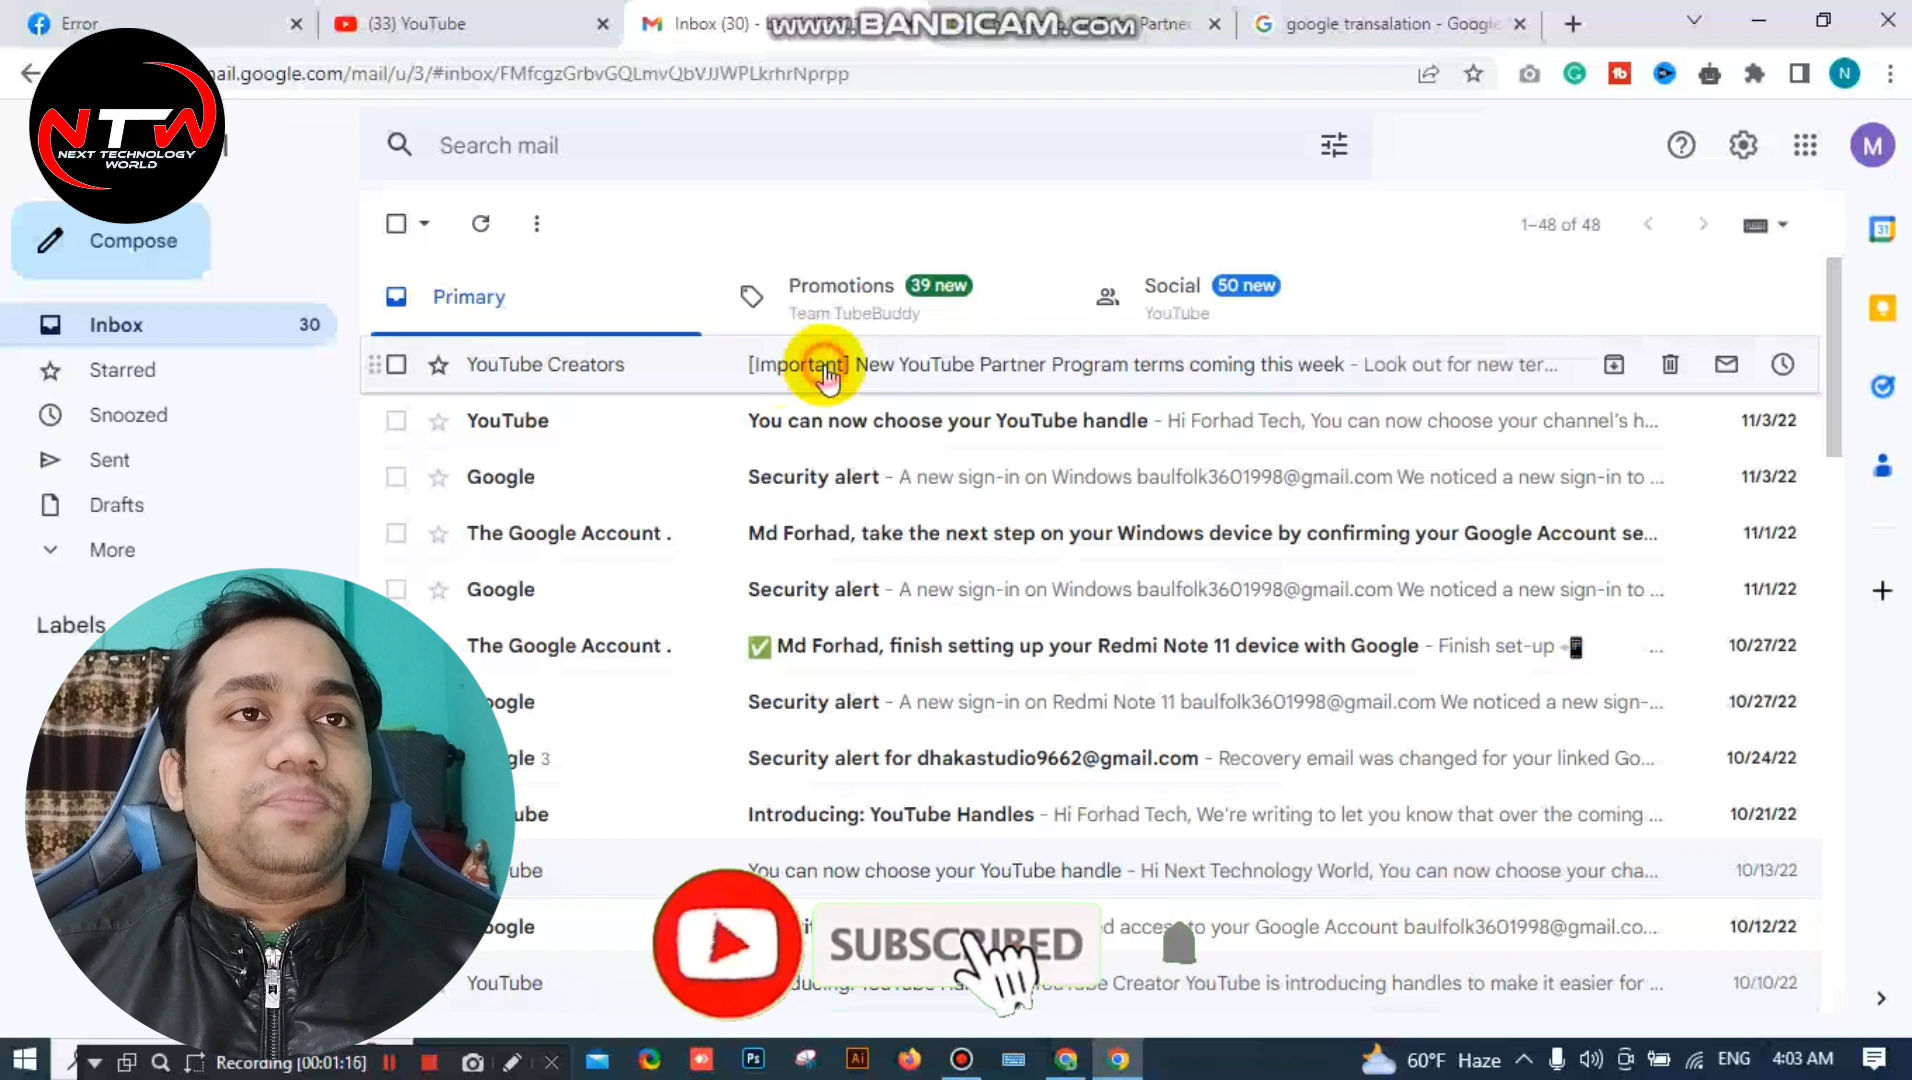 Error
(33) YouTube
Inbox (30) -
www.BANDICAM.com
Partner
google transalation - Google
mail.google.com/mail/u/3/#inbox/FMfcgzGrbvGQLmvQbVJJWPLkrhrNprpp
N
NTW
NEXT TECHNOLOGY
WORLD
Search mail
M
Compose
1–48 of 48
Primary
Promotions 39 new
Team TubeBuddy
Social 50 new
YouTube
Inbox 30
Starred
Snoozed
Sent
Drafts
More
Labels
YouTube Creators [Important] New YouTube Partner Program terms coming this week - Look out for new ter...
YouTube You can now choose your YouTube handle - Hi Forhad Tech, You can now choose your channel's h... 11/3/22
Google Security alert - A new sign-in on Windows baulfolk3601998@gmail.com We noticed a new sign-in to ... 11/3/22
The Google Account . Md Forhad, take the next step on your Windows device by confirming your Google Account se... 11/1/22
Google Security alert - A new sign-in on Windows baulfolk3601998@gmail.com We noticed a new sign-in to ... 11/1/22
The Google Account . Md Forhad, finish setting up your Redmi Note 11 device with Google - Finish set-up ... 10/27/22
oogle Security alert - A new sign-in on Redmi Note 11 baulfolk3601998@gmail.com We noticed a new sign-... 10/27/22
gle 3 Security alert for dhakastudio9662@gmail.com - Recovery email was changed for your linked Go... 10/24/22
ube Introducing: YouTube Handles - Hi Forhad Tech, We're writing to let you know that over the coming ... 10/21/22
ube You can now choose your YouTube handle - Hi Next Technology World, You can now choose your cha... 10/13/22
oogle d access to your Google Account baulfolk3601998@gmail.co... 10/12/22
SUBSCRIBED
YouTube Creator YouTube is introducing handles to make it easier for ... 10/10/22
Recording [00:01:16]
Ps
Ai
60°F Haze
ENG
4:03 AM